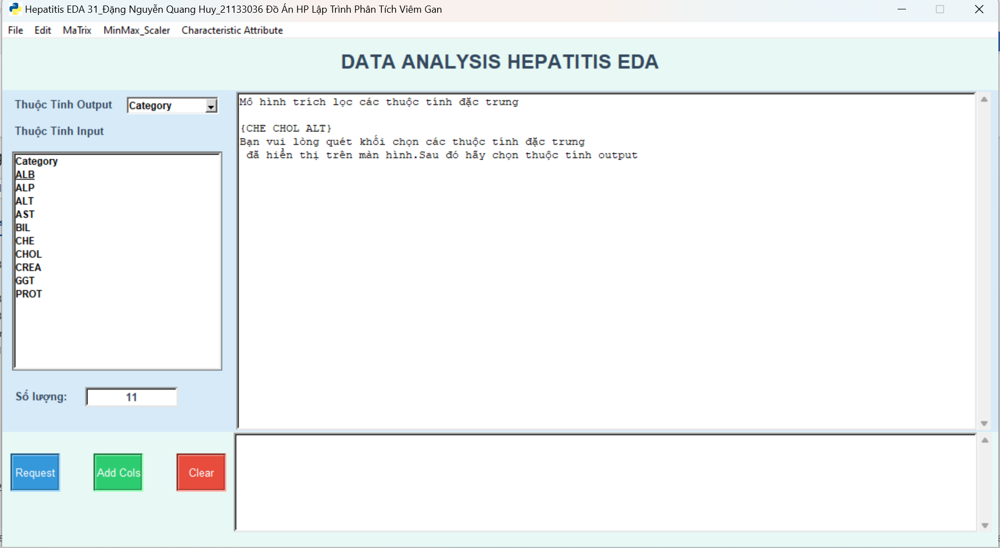 Hepatitis EDA 31_Đặng Nguyễn Quang Huy_21133036 Đồ Án HP Lập Trình Phân Tích Viêm Gan
File Edit MaTrix MinMax_Scaler Characteristic Attribute
DATA ANALYSIS HEPATITIS EDA
Thuộc Tính Output Category
Thuộc Tính Input
Category
ALB
ALP
ALT
AST
BIL
CHE
CHOL
CREA
GGT
PROT
Số lượng: 11
Mô hình trích lọc các thuộc tính đặc trưng
{CHE CHOL ALT}
Bạn vui lòng quét khối chọn các thuộc tính đặc trưng
đã hiển thị trên màn hình.Sau đó hãy chọn thuộc tính output
Request Add Cols Clear